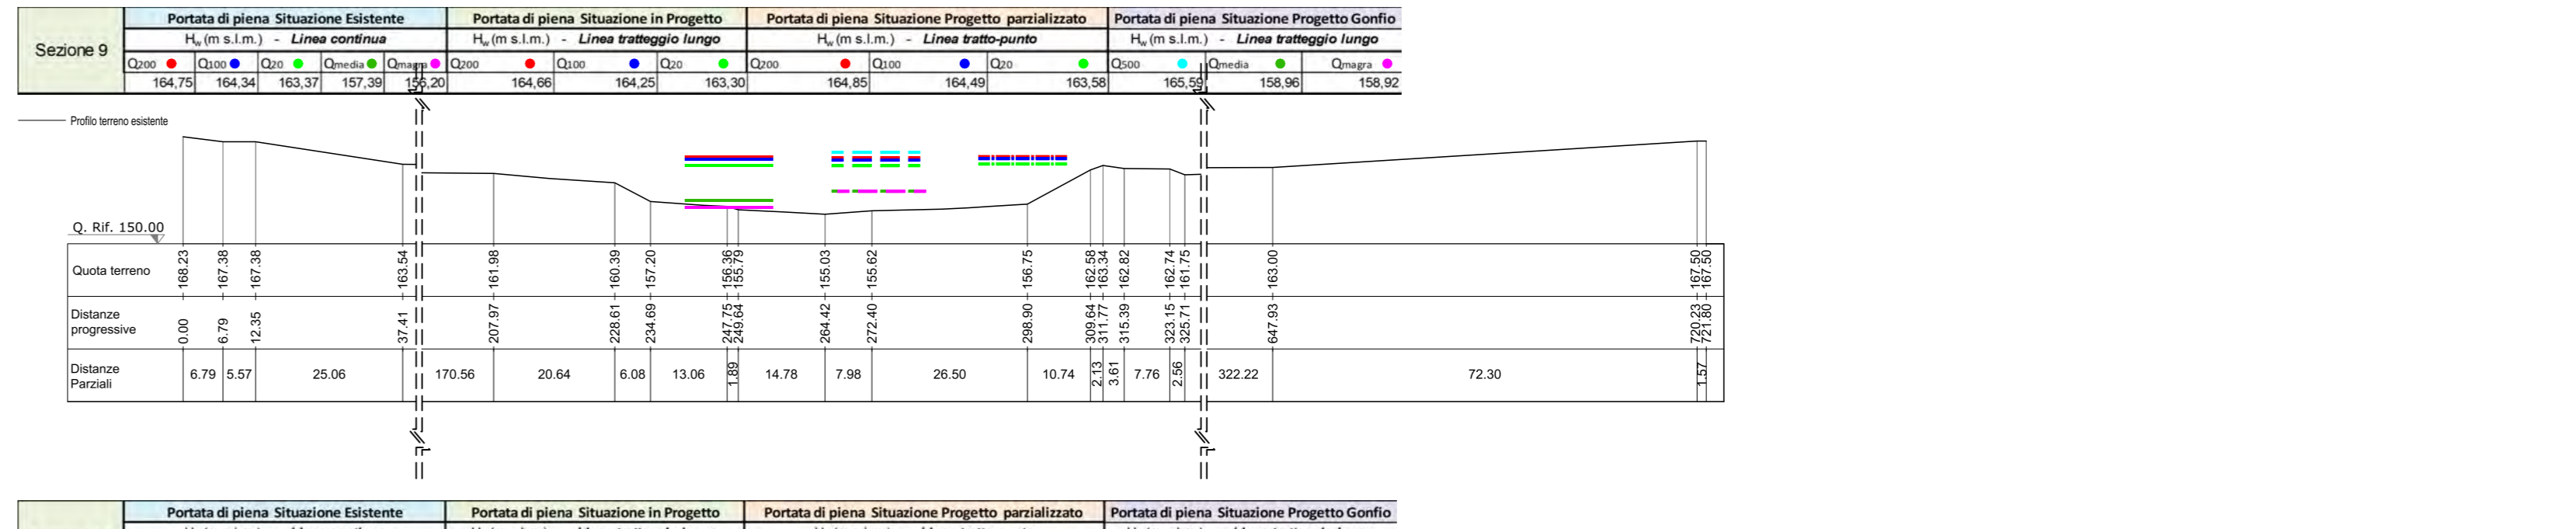 Sezione 9
Portata di piena Situazione Esistente Portata di piena Situazione in Progetto Portata di piena Situazione Progetto parzializzato Portata di piena Situazione Progetto Gonfio
Hw (m s.l.m.) - Linea continua Hw (m s.l.m.) - Linea tratteggio lungo Hw (m s.l.m.) - Linea tratto-punto Hw (m s.l.m.) - Linea tratteggio lungo
Q200 Q100 Q20 Qmedia Qmagra Q200 Q100 Q20 Q200 Q100 Q20 Q500 Qmedia Qmagra
164,75 164,34 163,37 157,39 156,20 164,66 164,25 163,30 164,85 164,49 163,58 165,59 158,96 158,92
Profilo terreno esistente
Q. Rif. 150.00
Quota terreno 168.23 167.38 167.38 163.54 161.98 160.39 157.20 156.36 155.79 155.03 155.62 156.75 162.58 163.34 162.82 162.74 161.75 163.00 167.50 167.50
Distanze
progressive 0.00 6.79 12.35 37.41 207.97 228.61 234.69 247.75 249.64 264.42 272.40 298.90 309.64 311.77 315.39 323.15 325.71 647.93 720.23 721.80
Distanze
Parziali 6.79 5.57 25.06 170.56 20.64 6.08 13.06 1.89 14.78 7.98 26.50 10.74 2.13 3.61 7.76 2.56 322.22 72.30 1.57
Portata di piena Situazione Esistente Portata di piena Situazione in Progetto Portata di piena Situazione Progetto parzializzato Portata di piena Situazione Progetto Gonfio